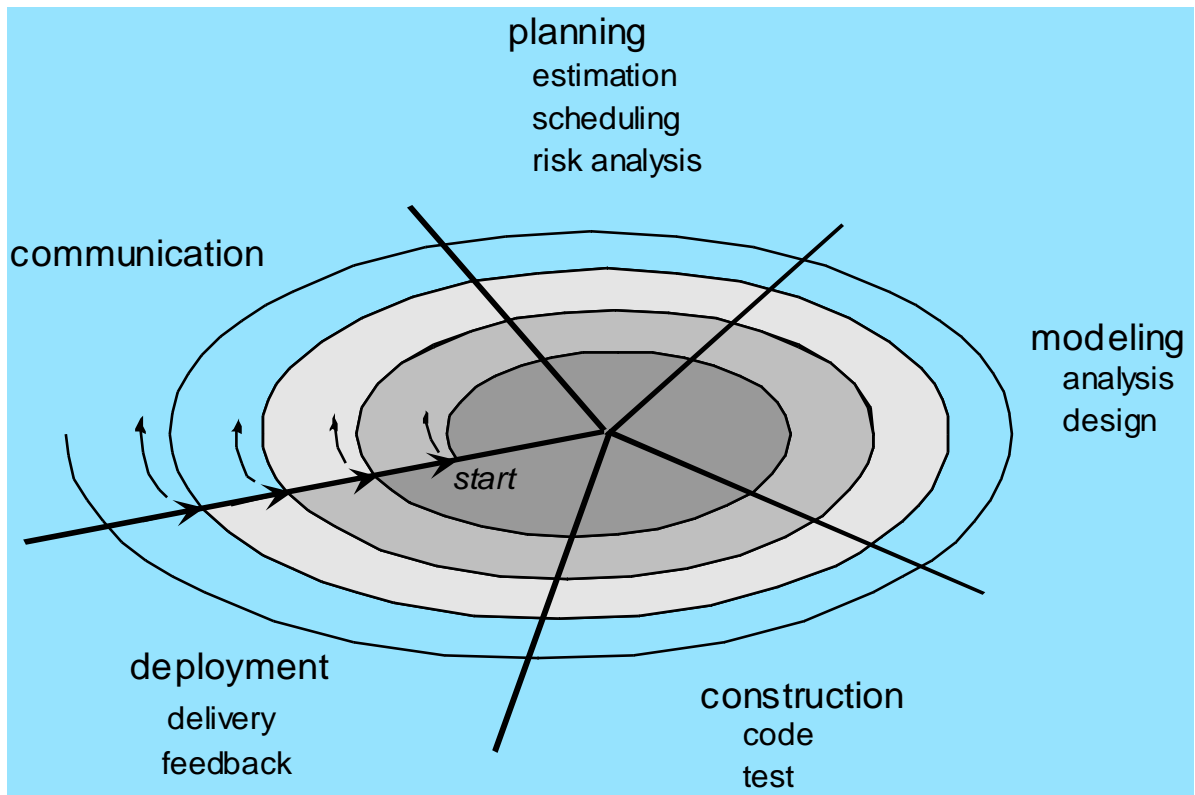 planning
estimation
scheduling
risk analysis
communication
modeling
analysis
design
start
deployment
delivery
feedback
construction
code
test